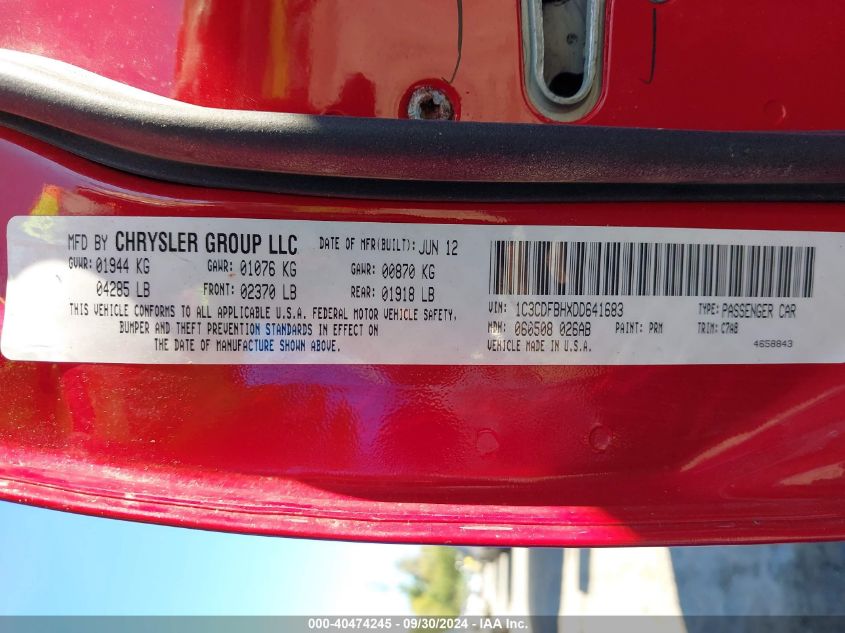 MFD BY CHRYSLER GROUP LLC DATE OF MFR(BUILT): JUN 12
GVWR: 01944 KG GAWR: 01076 KG GAWR: 00870 KG
04285 LB FRONT: 02370 LB REAR: 01918 LB
THIS VEHICLE CONFORMS TO ALL APPLICABLE U.S.A. FEDERAL MOTOR VEHICLE SAFETY,
BUMPER AND THEFT PREVENTION STANDARDS IN EFFECT ON
THE DATE OF MANUFACTURE SHOWN ABOVE.
VIN: 1C3CDFBHXDD641683 TYPE: PASSENGER CAR
MDH: 060508 026AB PAINT: PRM TRIM: C7A8
VEHICLE MADE IN U.S.A. 4658843
000-40474245 - 09/30/2024 - IAA Inc.